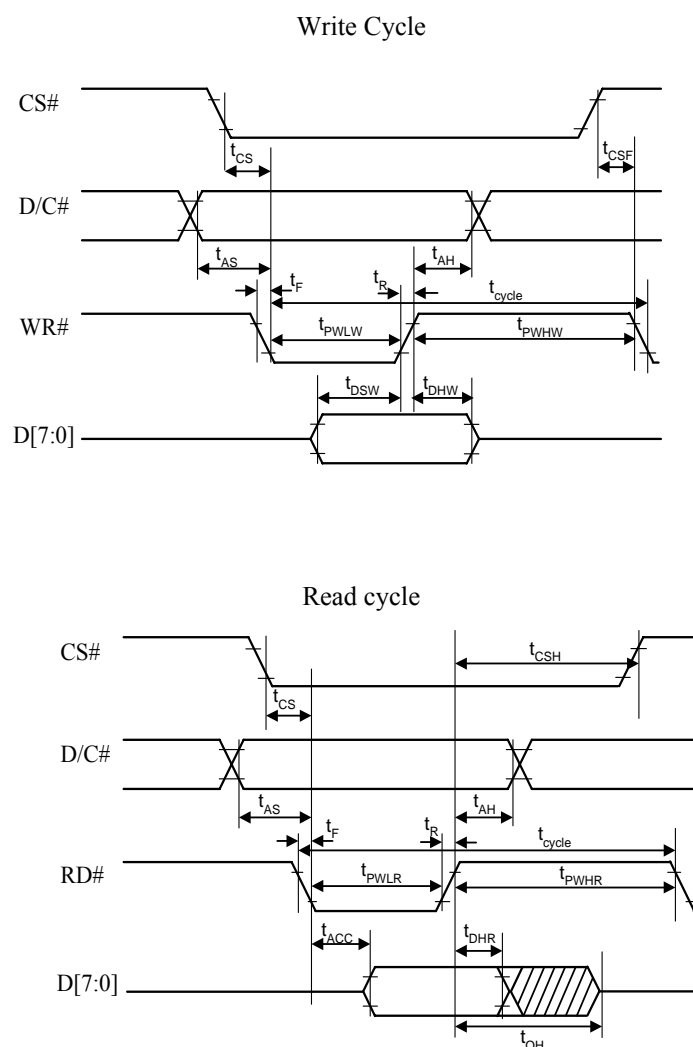 Write Cycle
CS#
tCS
tCSF
D/C#
tAS
tAH
tF
tR
tcycle
WR#
tPWLW
tPWHW
tDSW
tDHW
D[7:0]
Read cycle
CS#
tCSH
tCS
D/C#
tAS
tAH
tF
tR
tcycle
RD#
tPWLR
tPWHR
tACC
tDHR
D[7:0]
tOH